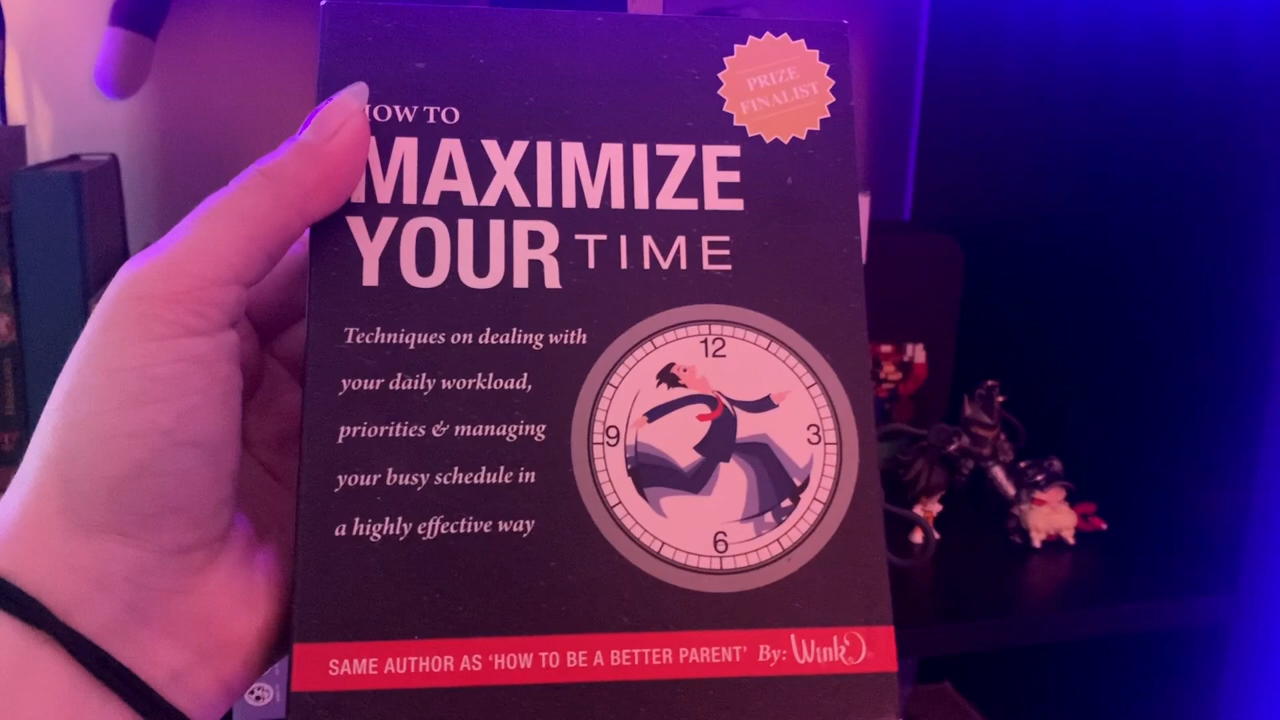 PRIZE
FINALIST
HOW TO
MAXIMIZE
YOUR TIME
Techniques on dealing with
your daily workload,
priorities & managing
your busy schedule in
a highly effective way
12
9
3
6
SAME AUTHOR AS ‘HOW TO BE A BETTER PARENT’ By: Wink